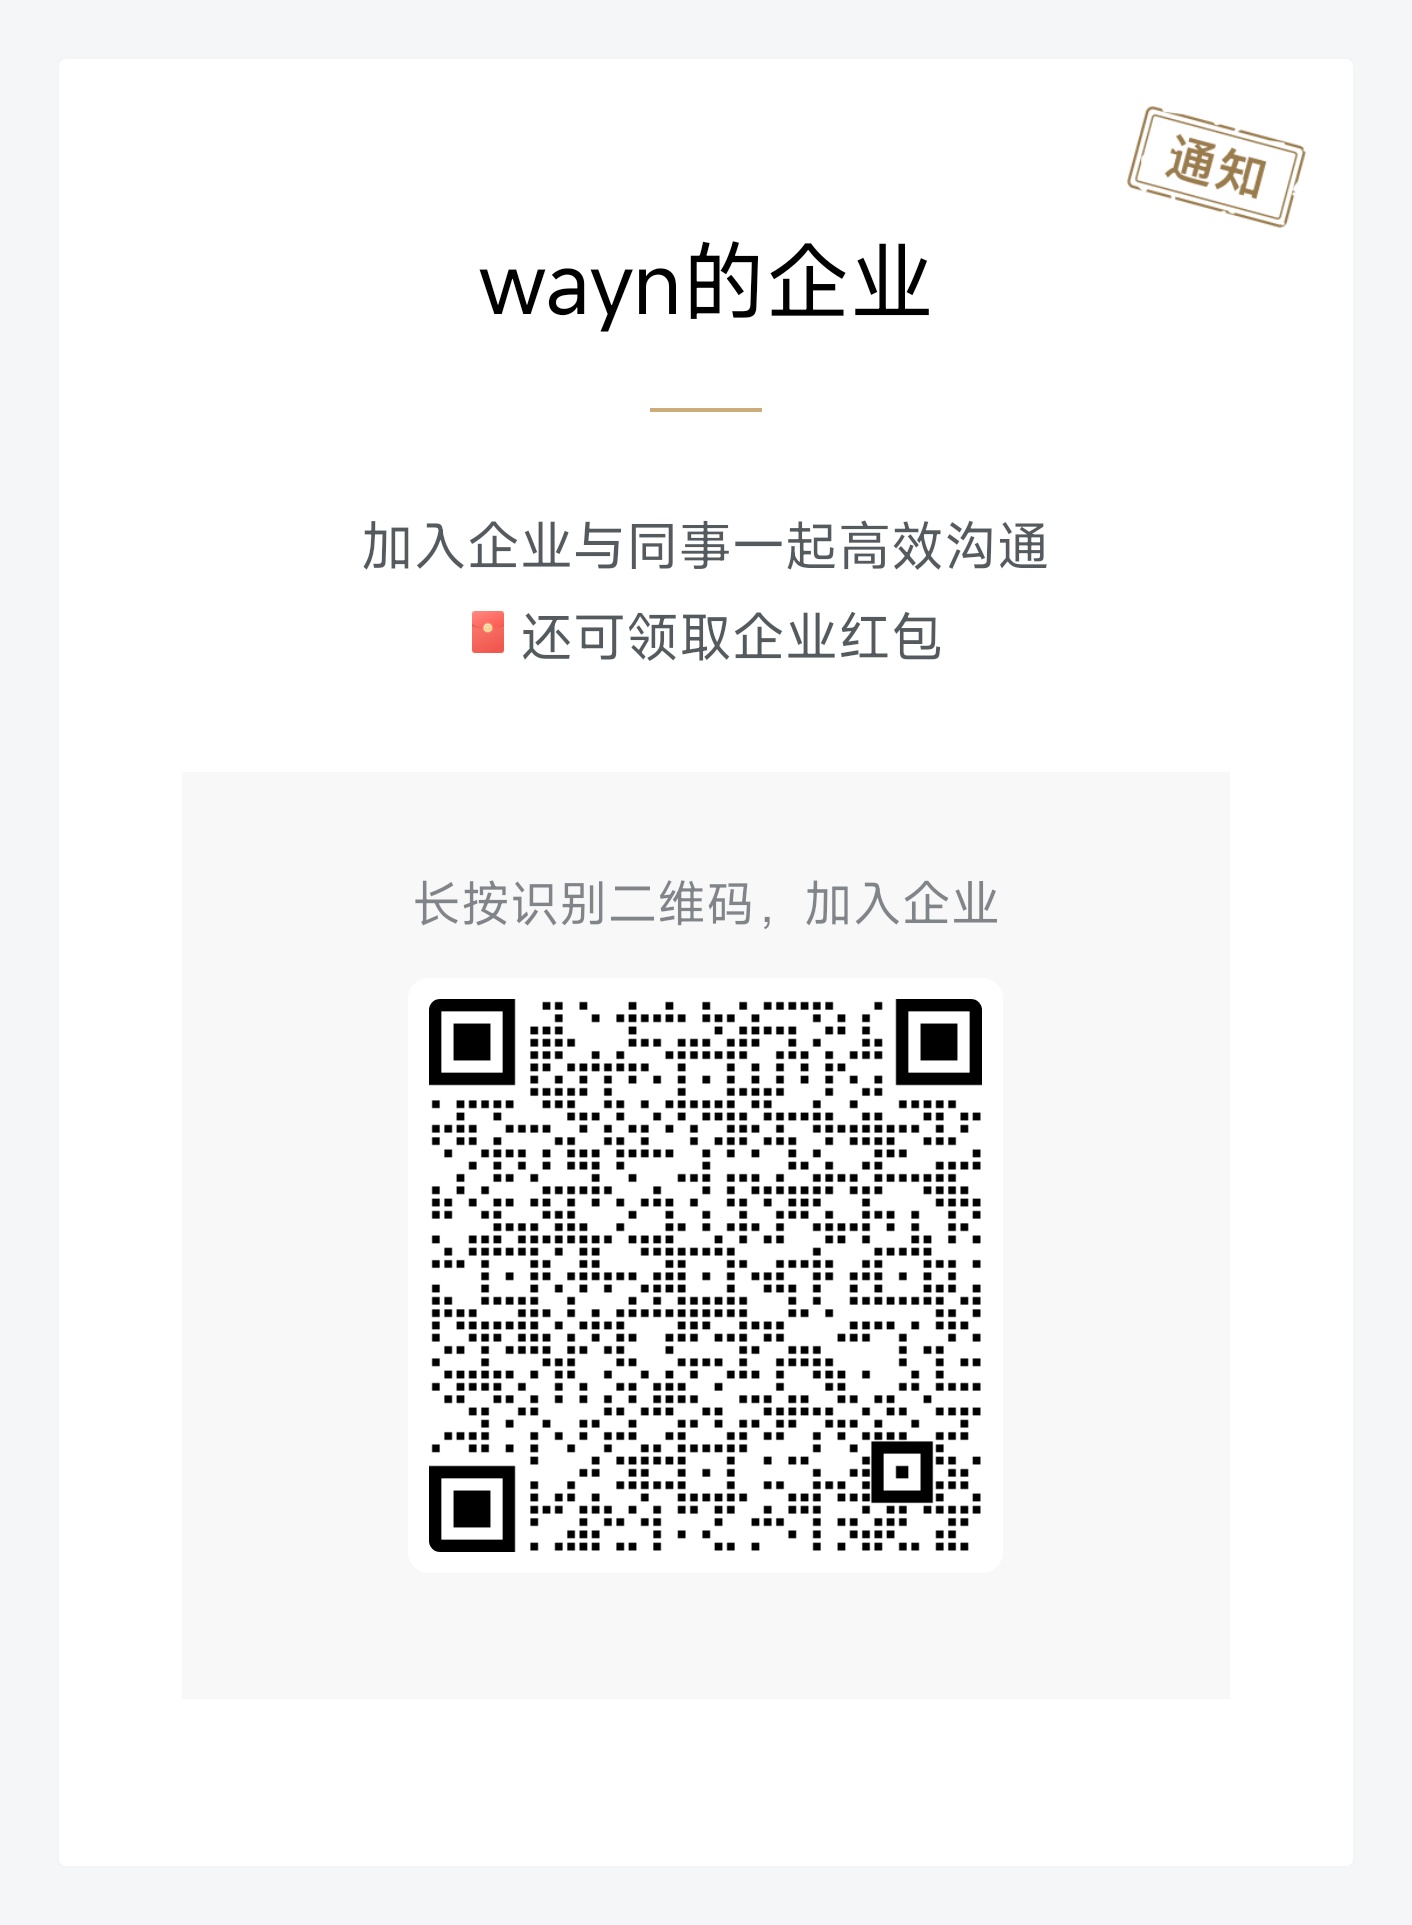 通知
wayn的企业
加入企业与同事一起高效沟通
还可领取企业红包
长按识别二维码，加入企业